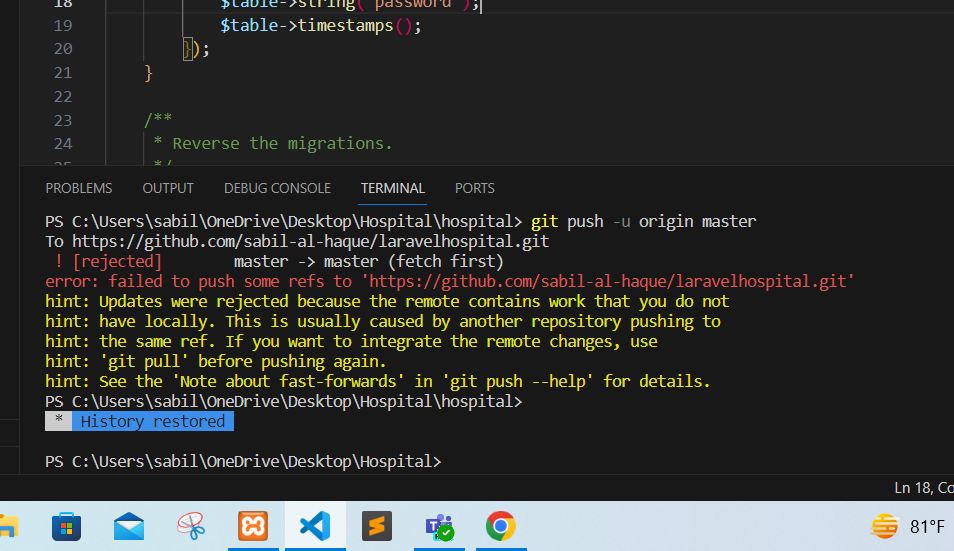 18 $table->string('password');
19 $table->timestamps();
20 });
21 }
22
23 /**
24 * Reverse the migrations.
25 */
PROBLEMS OUTPUT DEBUG CONSOLE TERMINAL PORTS
PS C:\Users\sabil\OneDrive\Desktop\Hospital\hospital> git push -u origin master
To https://github.com/sabil-al-haque/laravelhospital.git
! [rejected] master -> master (fetch first)
error: failed to push some refs to 'https://github.com/sabil-al-haque/laravelhospital.git'
hint: Updates were rejected because the remote contains work that you do not
hint: have locally. This is usually caused by another repository pushing to
hint: the same ref. If you want to integrate the remote changes, use
hint: 'git pull' before pushing again.
hint: See the 'Note about fast-forwards' in 'git push --help' for details.
PS C:\Users\sabil\OneDrive\Desktop\Hospital\hospital>
* History restored
PS C:\Users\sabil\OneDrive\Desktop\Hospital>
Ln 18, Co
81°F